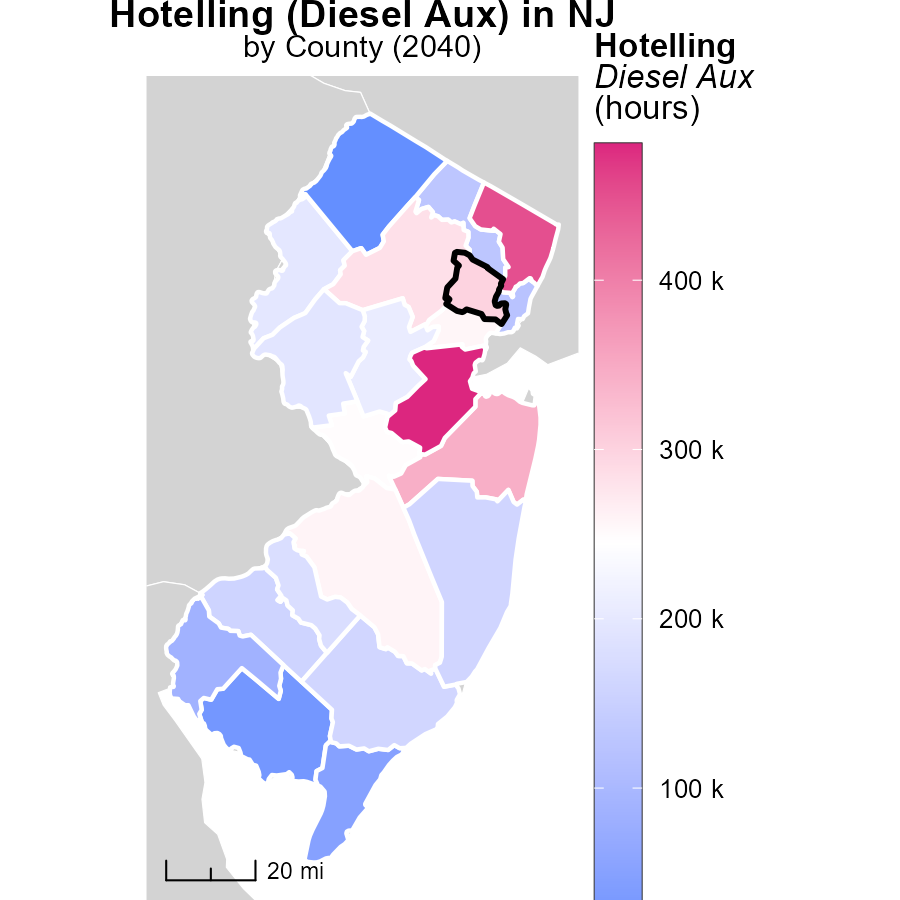 Hotelling (Diesel Aux) in NJ
by County (2040)
Hotelling
Diesel Aux
(hours)
400 k
300 k
200 k
100 k
20 mi